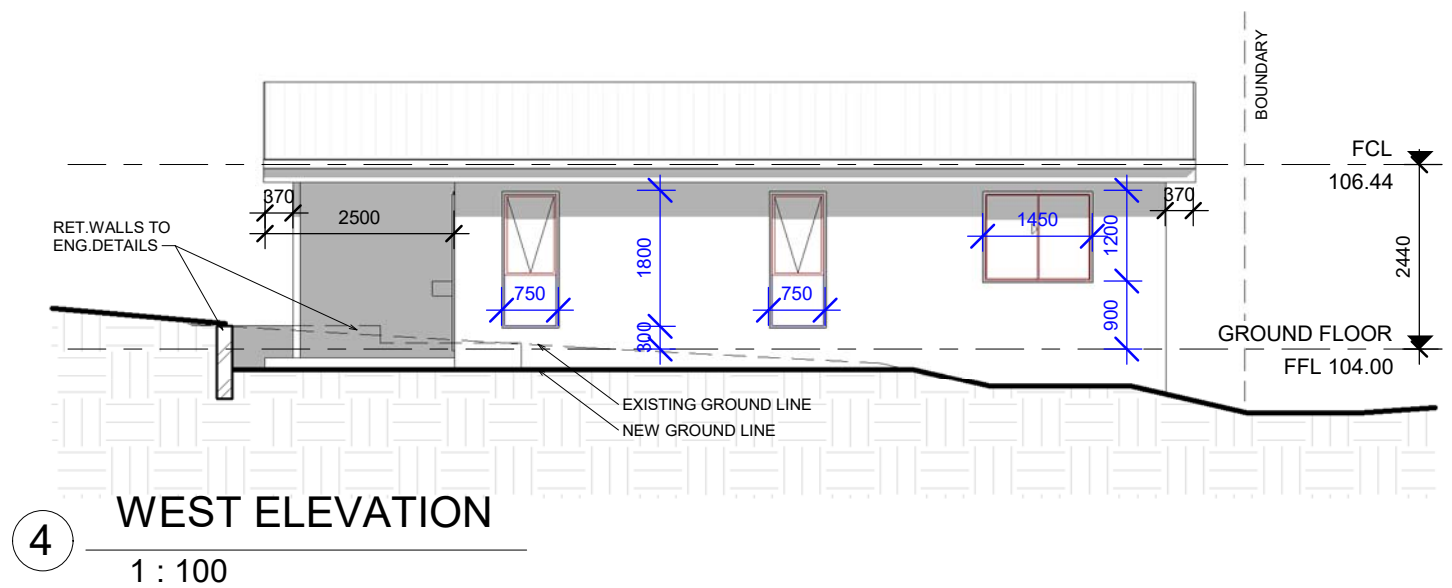 BOUNDARY
FCL
106.44
370
2500
370
RET.WALLS TO
ENG.DETAILS
1450
1800
1200
2440
750
750
300
900
GROUND FLOOR
FFL 104.00
EXISTING GROUND LINE
NEW GROUND LINE
4
WEST ELEVATION
1 : 100